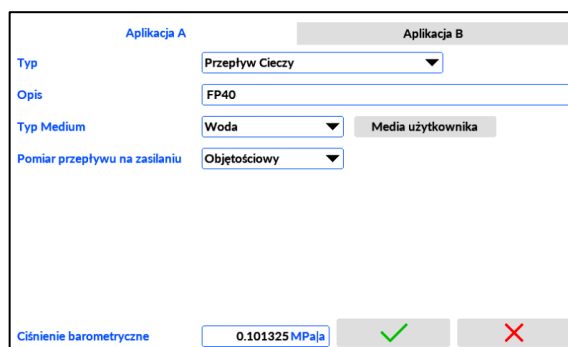 Aplikacja A Aplikacja B
Typ Przepływ Cieczy
Opis FP40
Typ Medium Woda Media użytkownika
Pomiar przepływu na zasilaniu Objętościowy
Ciśnienie barometryczne 0.101325 MPa|a